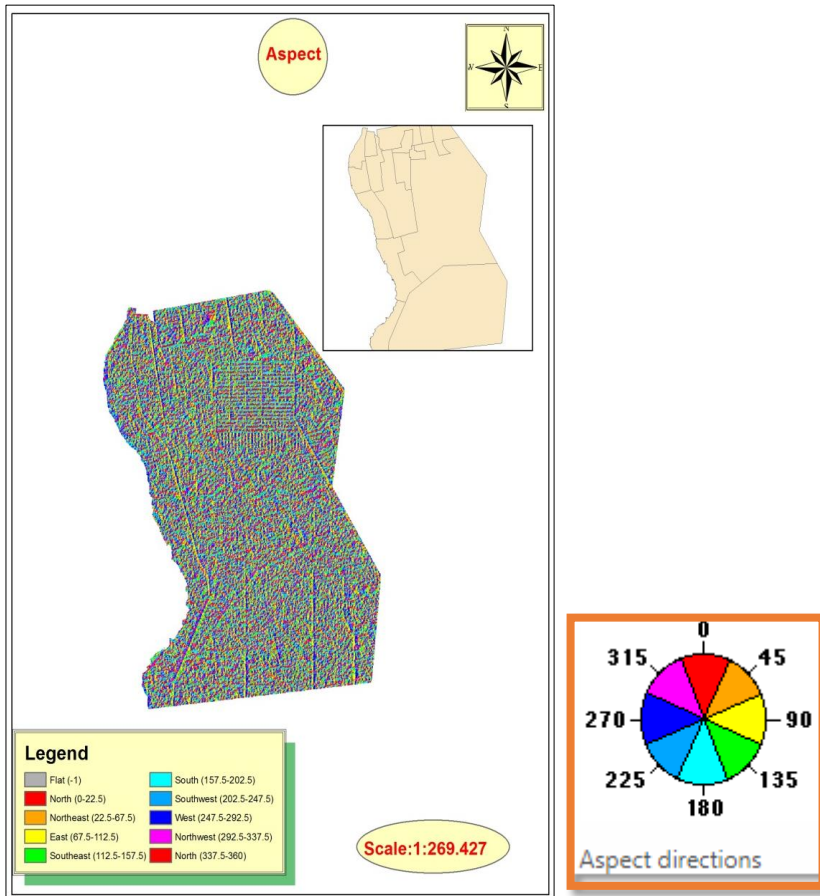 Aspect
N
W
E
S
Legend
Flat (-1)
North (0-22.5)
Northeast (22.5-67.5)
East (67.5-112.5)
Southeast (112.5-157.5)
South (157.5-202.5)
Southwest (202.5-247.5)
West (247.5-292.5)
Northwest (292.5-337.5)
North (337.5-360)
Scale:1:269.427
0
315
45
270
90
225
135
180
Aspect directions